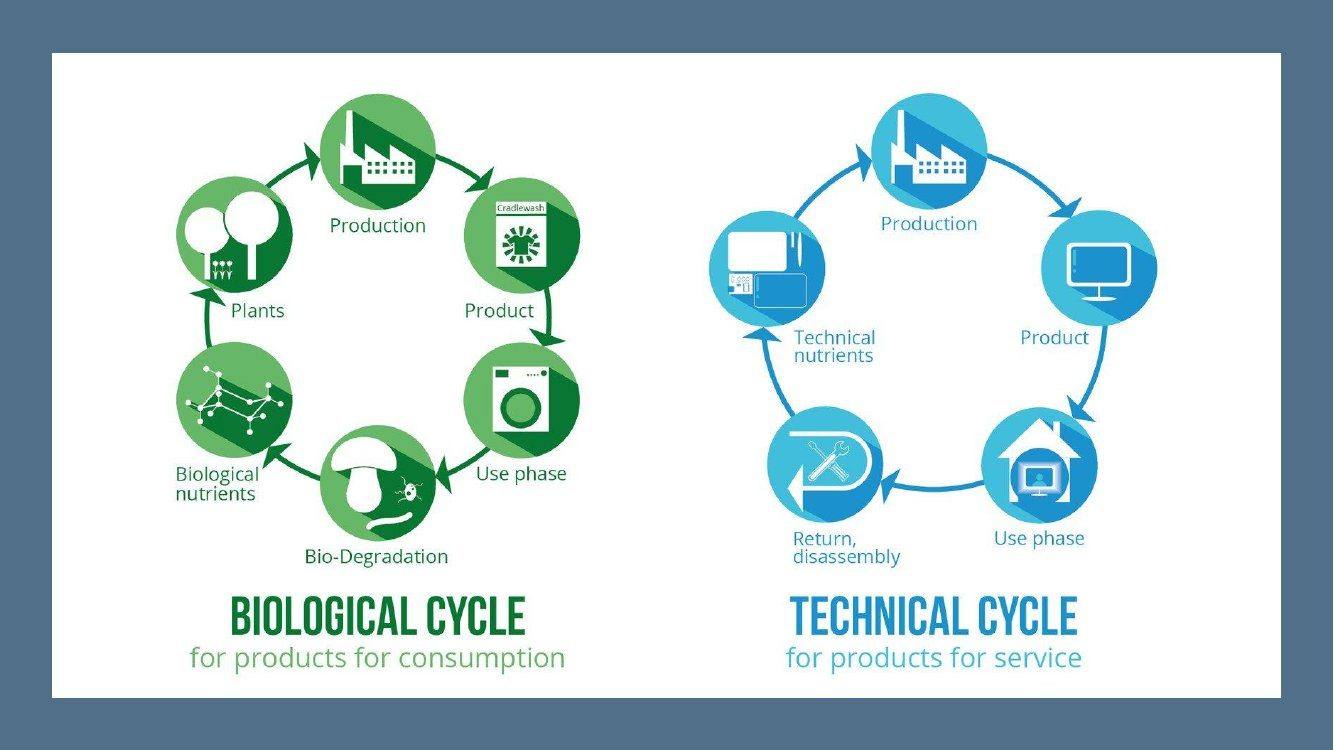 Production
Cradlewash
Product
Plants
Use phase
Biological
nutrients
Bio-Degradation
BIOLOGICAL CYCLE
for products for consumption
Production
Product
Technical
nutrients
Use phase
Return,
disassembly
TECHNICAL CYCLE
for products for service